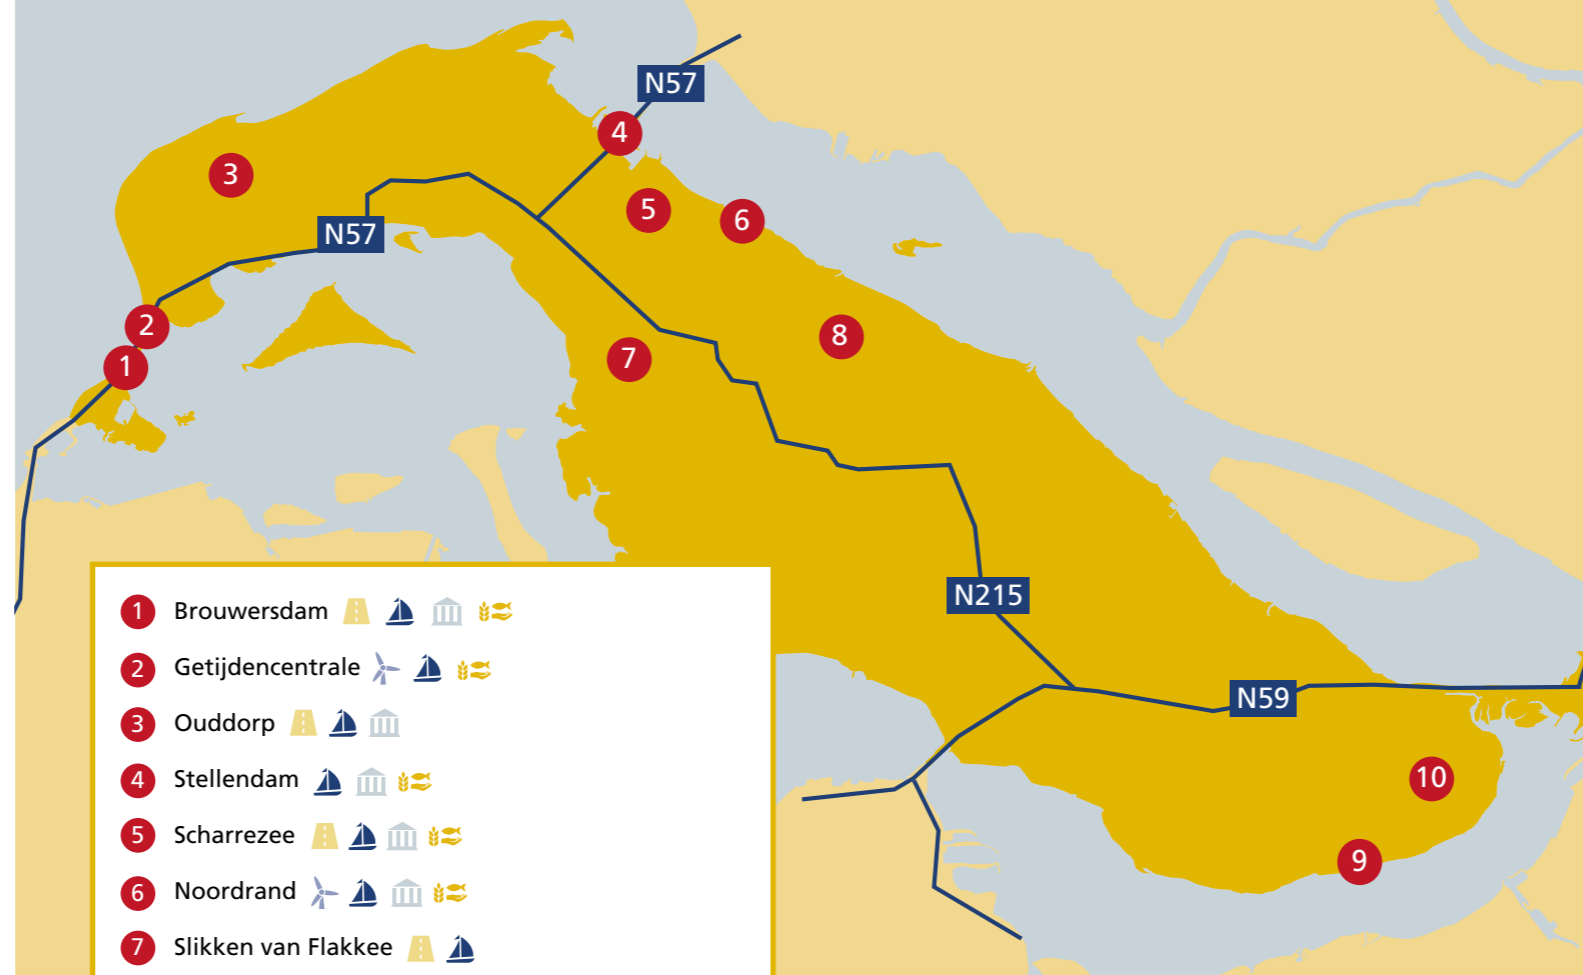 N57
4
3
5
6
N57
2
8
7
1
N215
N59
10
9
1 Brouwersdam
2 Getijdencentrale
3 Ouddorp
4 Stellendam
5 Scharrezee
6 Noordrand
7 Slikken van Flakkee